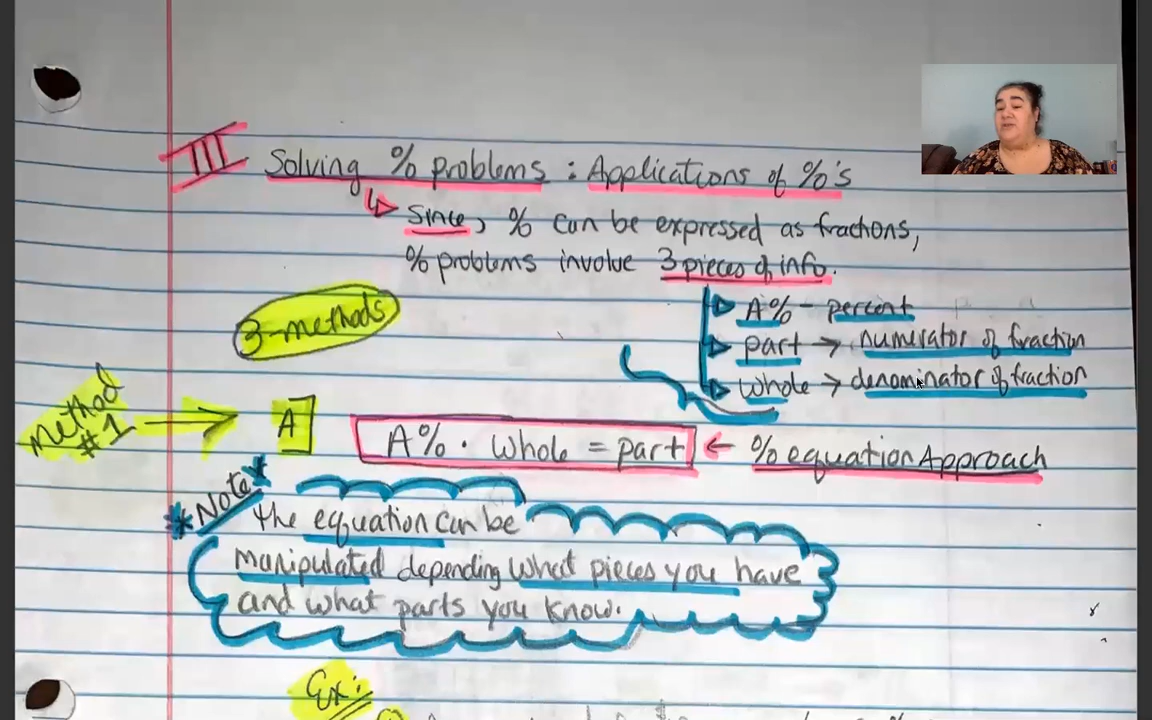 III Solving % problems : Applications of %'s
Since, % can be expressed as fractions,
% problems involve 3 pieces of info.
A% - percent
3-methods
part → numerator of fraction
whole → denominator of fraction
Method #1 → A A% · whole = part ← % equation Approach
*Note*
the equation can be
manipulated depending what pieces you have
and what parts you know.
Ex: